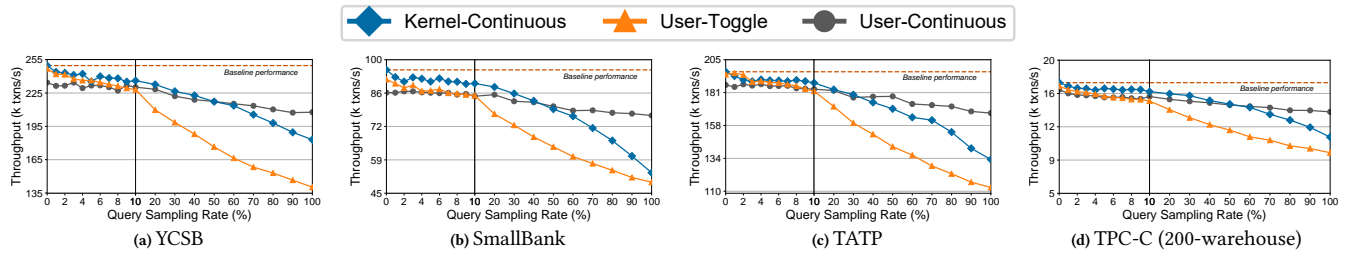 Kernel-Continuous User-Toggle User-Continuous
Throughput (k txns/s)
255
225
195
165
135
Baseline performance
0 2 4 6 8 10 20 30 40 50 60 70 80 90 100
Query Sampling Rate (%)
(a) YCSB
Throughput (k txns/s)
100
86
72
59
45
Baseline performance
0 2 4 6 8 10 20 30 40 50 60 70 80 90 100
Query Sampling Rate (%)
(b) SmallBank
Throughput (k txns/s)
205
181
158
134
110
Baseline performance
0 2 4 6 8 10 20 30 40 50 60 70 80 90 100
Query Sampling Rate (%)
(c) TATP
Throughput (k txns/s)
20
16
12
9
5
Baseline performance
0 2 4 6 8 10 20 30 40 50 60 70 80 90 100
Query Sampling Rate (%)
(d) TPC-C (200-warehouse)